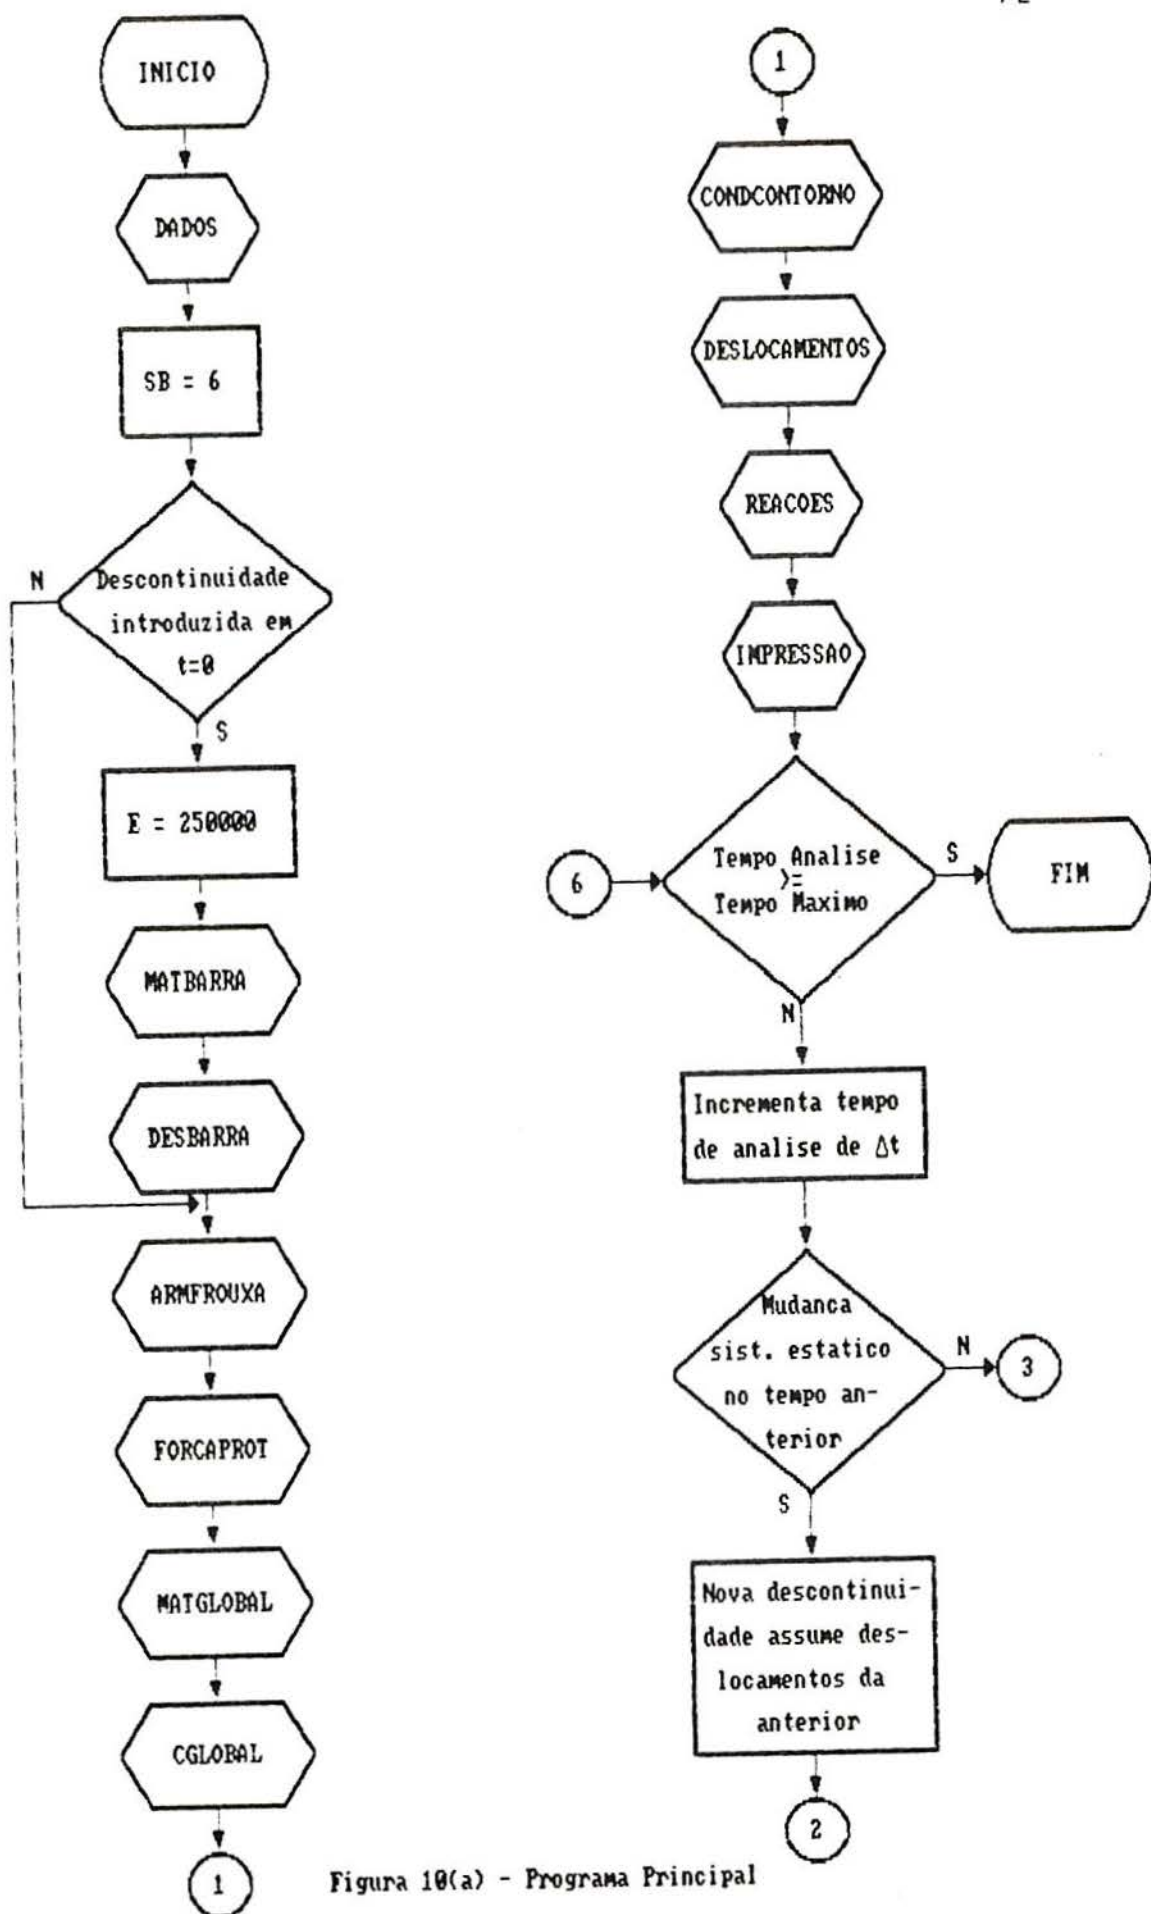 INICIO
DADOS
SB = 6
N
Descontinuidade
introduzida em
t=0
S
E = 250000
MATBARRA
DESBARRA
ARMFROUXA
FORCAPROT
MATGLOBAL
CGLOBAL
1
1
CONDCONTORNO
DESLOCAMENTOS
REACOES
IMPRESSAO
6
Tempo Analise
>=
Tempo Maximo
S
FIM
N
Incrementa tempo
de analise de Δt
Mudanca
sist. estatico
no tempo an-
terior
N
3
S
Nova descontinui-
dade assume des-
locamentos da
anterior
2
Figura 10(a) - Programa Principal